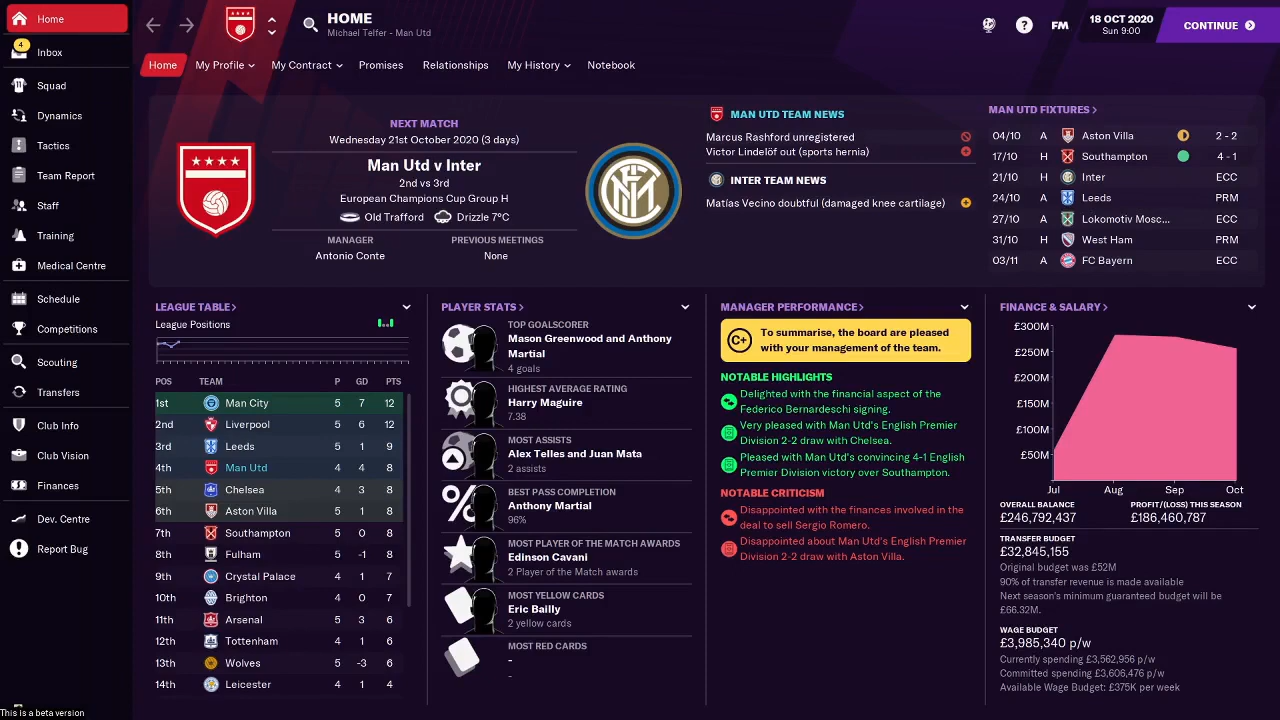 Home
4
Inbox
Squad
Dynamics
Tactics
Team Report
Staff
Training
Medical Centre
Schedule
Competitions
Scouting
Transfers
Club Info
Club Vision
Finances
Dev. Centre
Report Bug
This is a beta version
HOME
Michael Telfer - Man Utd
FM
18 OCT 2020
Sun 9:00
CONTINUE
Home
My Profile
My Contract
Promises
Relationships
My History
Notebook
NEXT MATCH
Wednesday 21st October 2020 (3 days)
Man Utd v Inter
2nd vs 3rd
European Champions Cup Group H
Old Trafford Drizzle 7°C
MANAGER PREVIOUS MEETINGS
Antonio Conte None
MAN UTD TEAM NEWS
Marcus Rashford unregistered
Victor Lindelöf out (sports hernia)
INTER TEAM NEWS
Matías Vecino doubtful (damaged knee cartilage)
MAN UTD FIXTURES >
04/10 A Aston Villa 2 - 2
17/10 H Southampton 4 - 1
21/10 H Inter ECC
24/10 A Leeds PRM
27/10 A Lokomotiv Mosc... ECC
31/10 H West Ham PRM
03/11 A FC Bayern ECC
LEAGUE TABLE >
League Positions
POS TEAM P GD PTS
1st Man City 5 7 12
2nd Liverpool 5 6 12
3rd Leeds 5 1 9
4th Man Utd 4 4 8
5th Chelsea 5 3 8
6th Aston Villa 5 1 8
7th Southampton 5 0 8
8th Fulham 5 -1 8
9th Crystal Palace 4 1 7
10th Brighton 4 0 7
11th Arsenal 5 3 6
12th Tottenham 4 1 6
13th Wolves 5 -3 6
14th Leicester 4 1 4
PLAYER STATS >
TOP GOALSCORER
Mason Greenwood and Anthony
Martial
4 goals
HIGHEST AVERAGE RATING
Harry Maguire
7.38
MOST ASSISTS
Alex Telles and Juan Mata
2 assists
BEST PASS COMPLETION
Anthony Martial
96%
MOST PLAYER OF THE MATCH AWARDS
Edinson Cavani
2 Player of the Match awards
MOST YELLOW CARDS
Eric Bailly
2 yellow cards
MOST RED CARDS
-
-
MANAGER PERFORMANCE >
C+
To summarise, the board are pleased
with your management of the team.
NOTABLE HIGHLIGHTS
Delighted with the financial aspect of the
Federico Bernardeschi signing.
Very pleased with Man Utd's English Premier
Division 2-2 draw with Chelsea.
Pleased with Man Utd's convincing 4-1 English
Premier Division victory over Southampton.
NOTABLE CRITICISM
Disappointed with the finances involved in the
deal to sell Sergio Romero.
Disappointed about Man Utd's English Premier
Division 2-2 draw with Aston Villa.
FINANCE & SALARY >
£300M
£250M
£200M
£150M
£100M
£50M
Jul Aug Sep Oct
OVERALL BALANCE PROFIT/(LOSS) THIS SEASON
£246,792,437 £186,460,787
TRANSFER BUDGET
£32,845,155
Original budget was £52M
90% of transfer revenue is made available
Next season's minimum guaranteed budget will be
£66.32M.
WAGE BUDGET
£3,985,340 p/w
Currently spending £3,562,956 p/w
Committed spending £3,606,476 p/w
Available Wage Budget: £375K per week